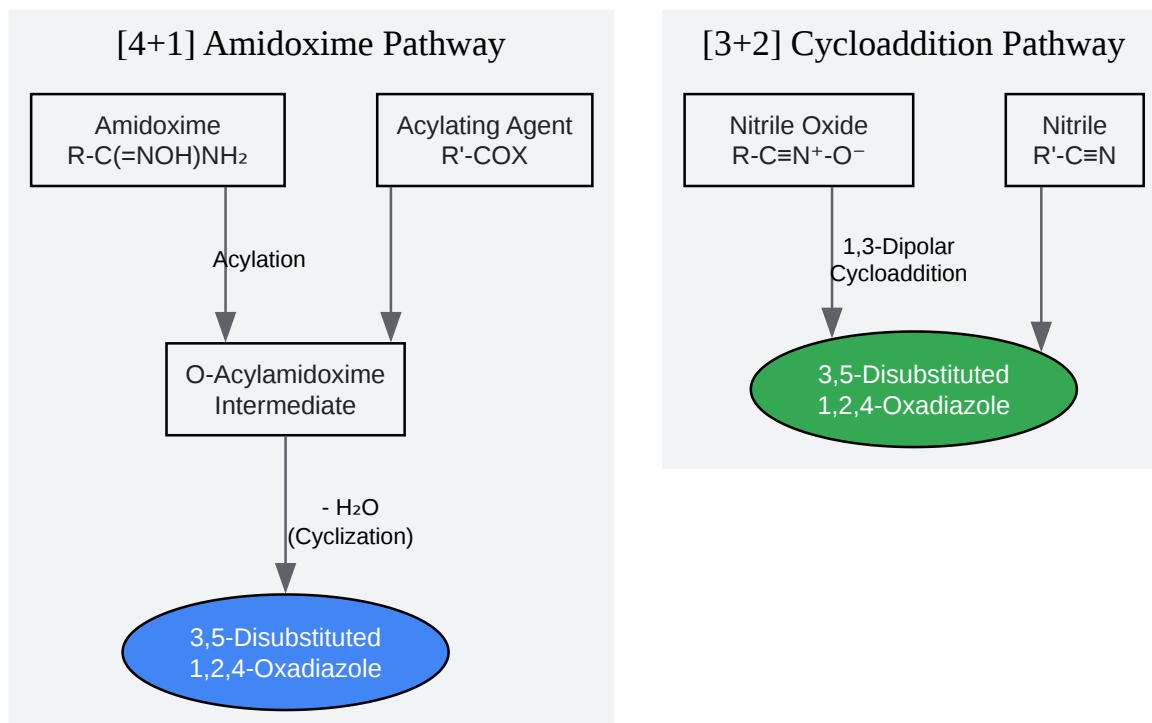 [4+1] Amidoxime Pathway
Amidoxime
R-C(=NOH)NH₂
Acylating Agent
R'-COX
Acylation
O-Acylamidoxime
Intermediate
- H₂O
(Cyclization)
3,5-Disubstituted
1,2,4-Oxadiazole
[3+2] Cycloaddition Pathway
Nitrile Oxide
R-C≡N⁺-O⁻
Nitrile
R'-C≡N
1,3-Dipolar
Cycloaddition
3,5-Disubstituted
1,2,4-Oxadiazole